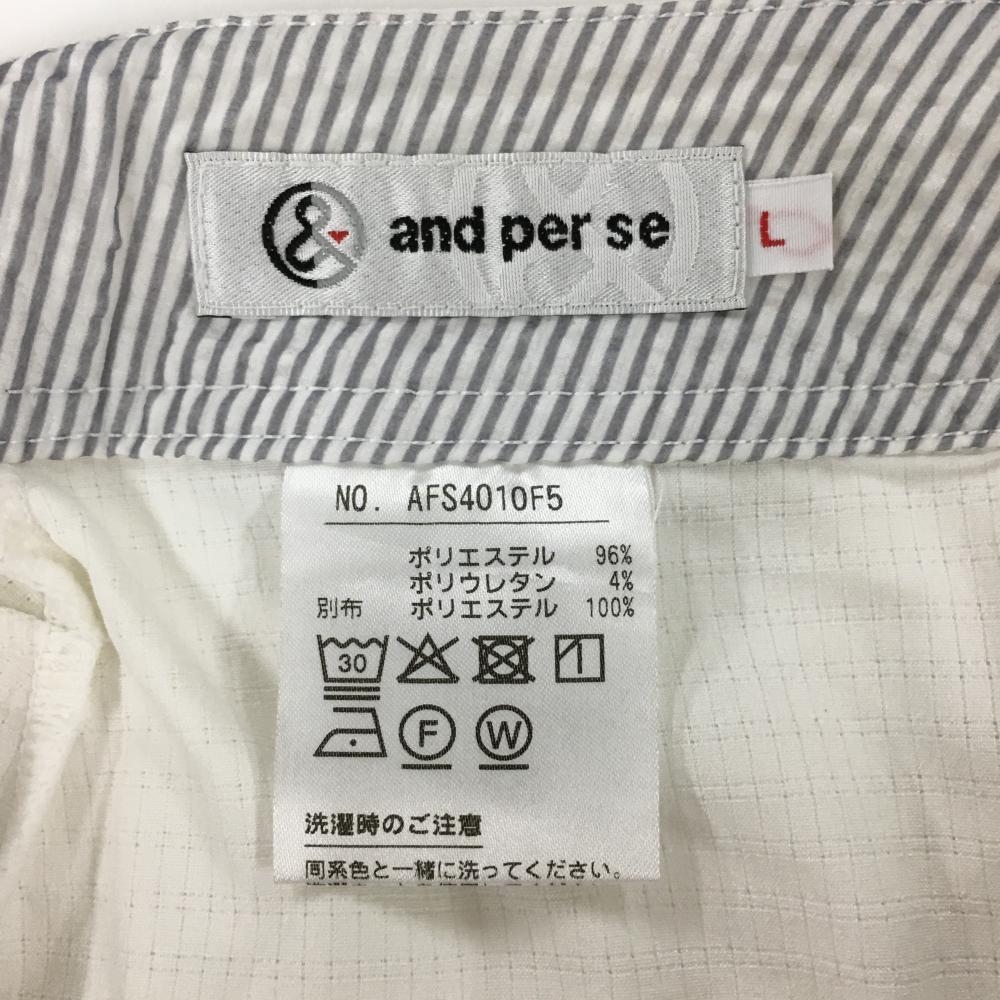 and per se
L
NO. AFS4010F5
ポリエステル 96%
ポリウレタン 4%
別布 ポリエステル 100%
30
F W
洗濯時のご注意
同系色と一緒に洗ってください。